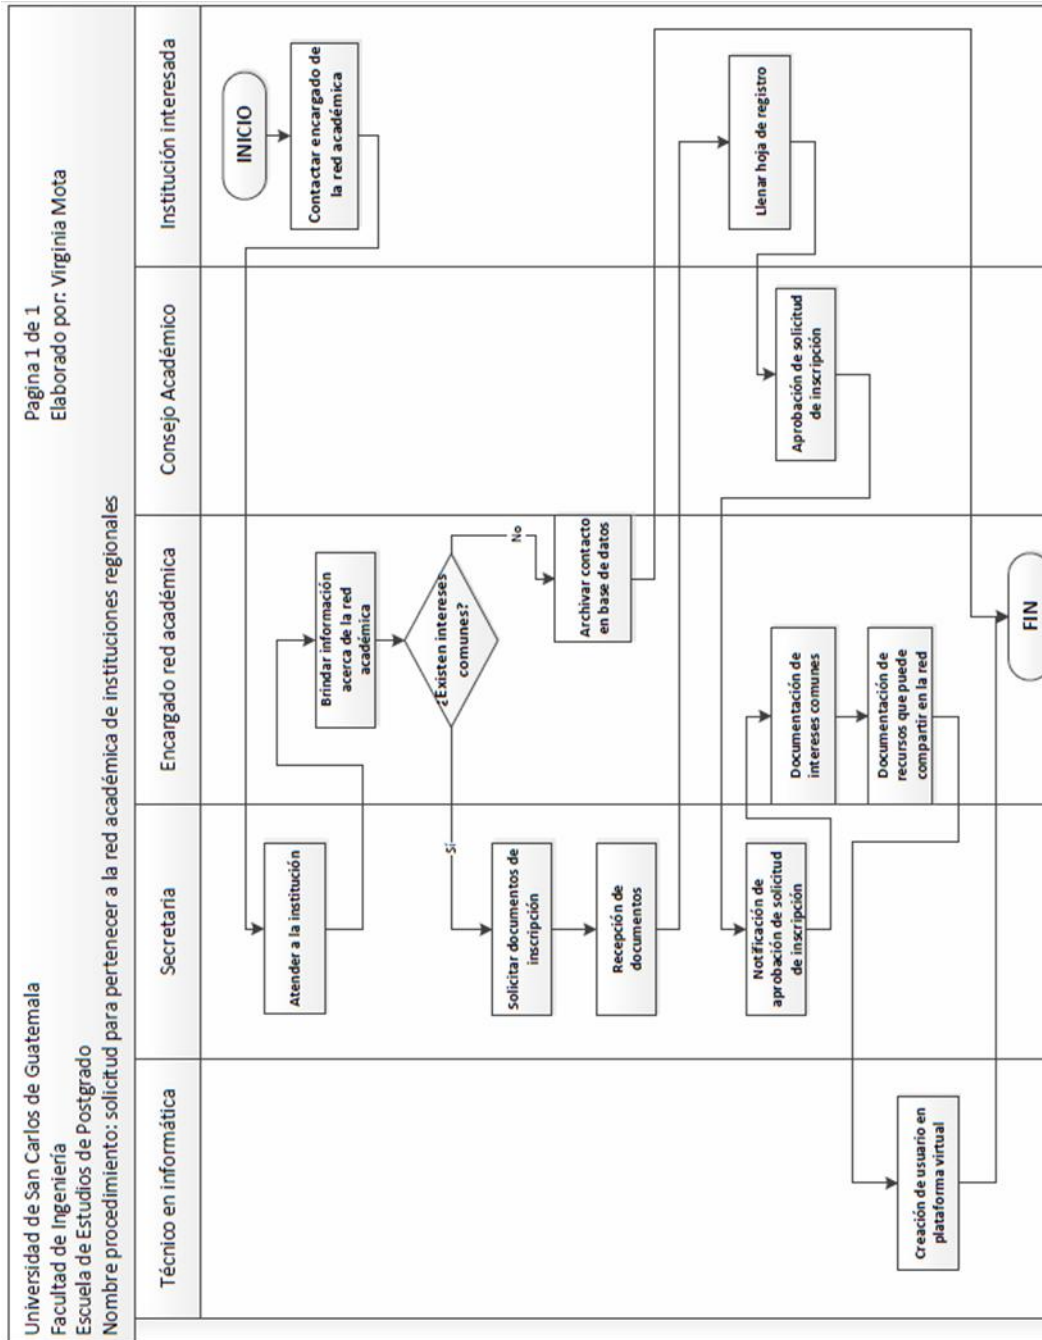 Universidad de San Carlos de Guatemala
Facultad de Ingeniería
Escuela de Estudios de Postgrado
Nombre procedimiento: solicitud para pertenecer a la red académica de instituciones regionales
Pagina 1 de 1
Elaborado por: Virginia Mota
Técnico en informática
Secretaria
Encargado red académica
Consejo Académico
Institución interesada
INICIO
Contactar encargado de
la red académica
Atender a la institución
Brindar información
acerca de la red
académica
¿Existen intereses
comunes?
Sí
No
Solicitar documentos de
inscripción
Archivar contacto
en base de datos
Recepción de
documentos
Llenar hoja de registro
Aprobación de solicitud
de inscripción
Notificación de
aprobación de solicitud
de inscripción
Documentación de
intereses comunes
Documentación de
recursos que puede
compartir en la red
Creación de usuario en
plataforma virtual
FIN